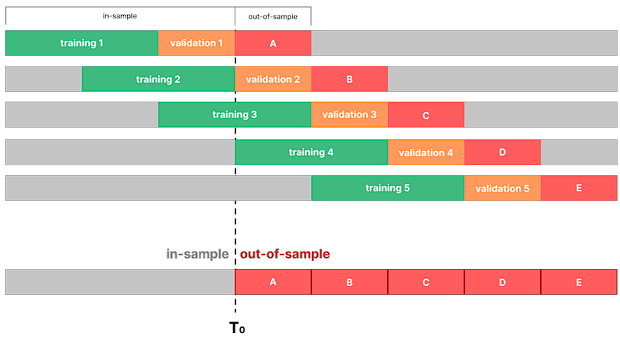 in-sample out-of-sample
training 1 validation 1 A
training 2 validation 2 B
training 3 validation 3 C
training 4 validation 4 D
training 5 validation 5 E
in-sample out-of-sample
A B C D E
T₀